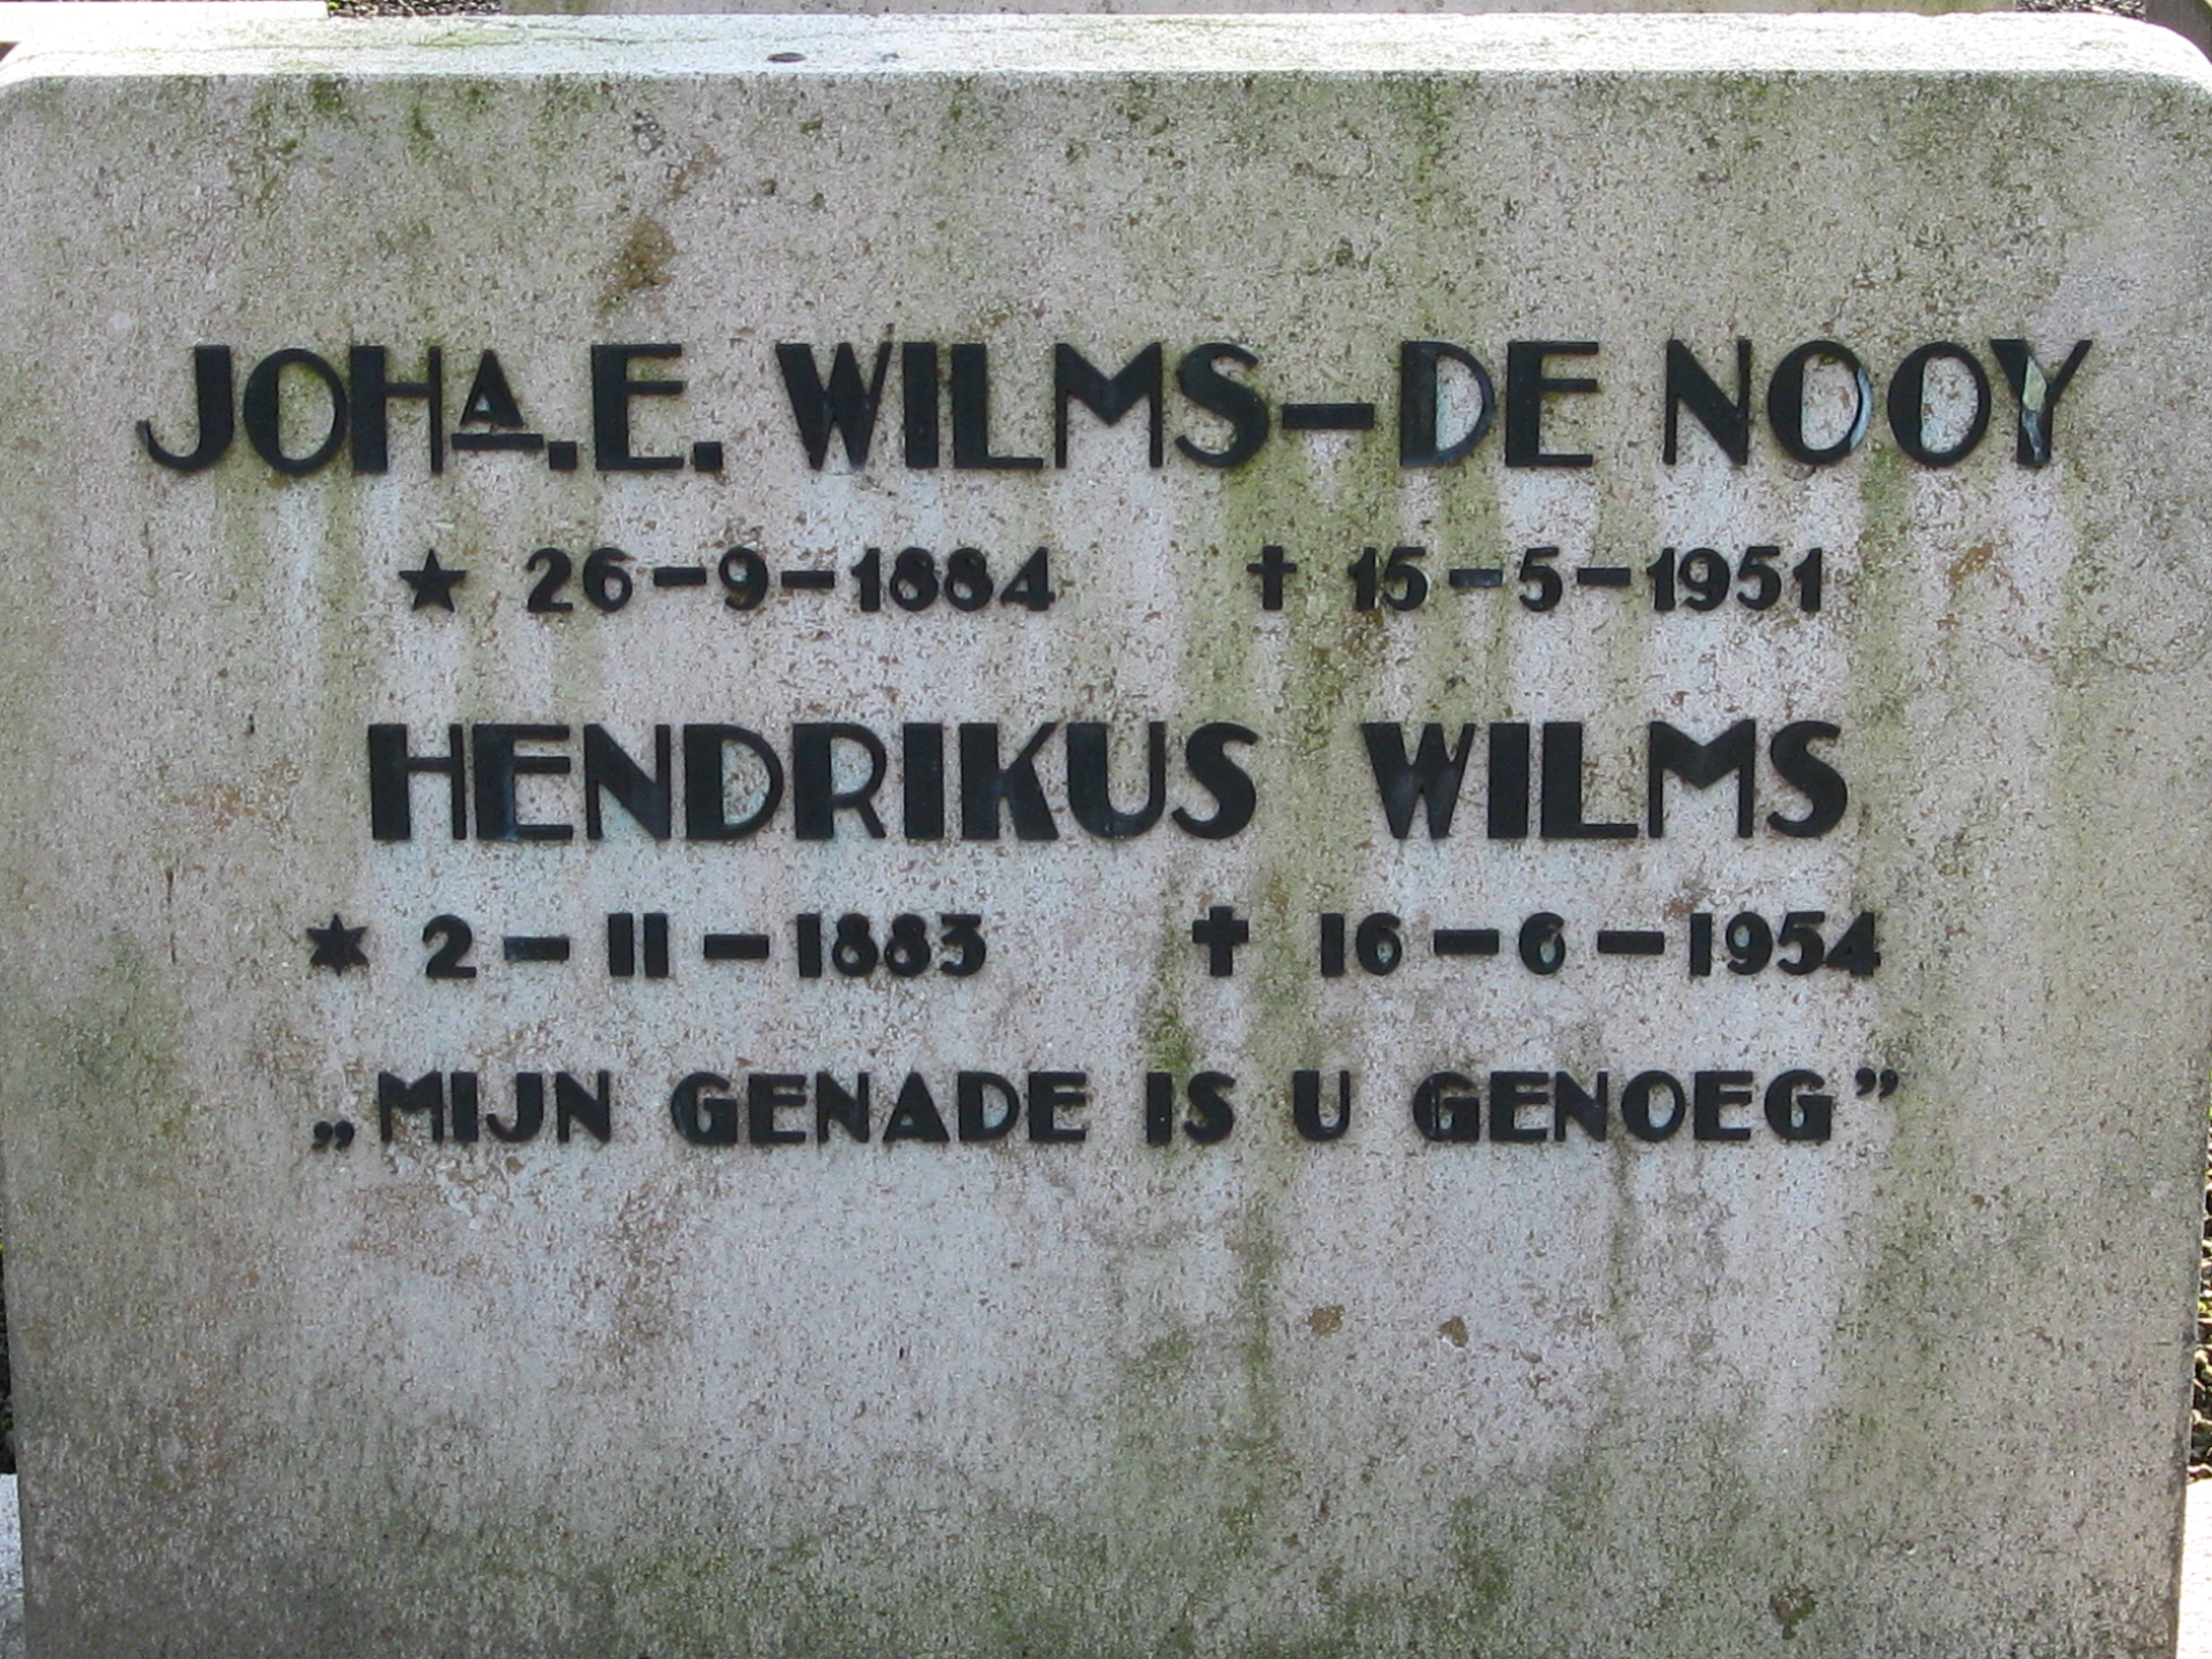 JOHA. E. WILMS-DE NOOY
★ 26-9-1884 † 15-5-1951
HENDRIKUS WILMS
✶ 2-11-1883 † 16-6-1954
„MIJN GENADE IS U GENOEG”